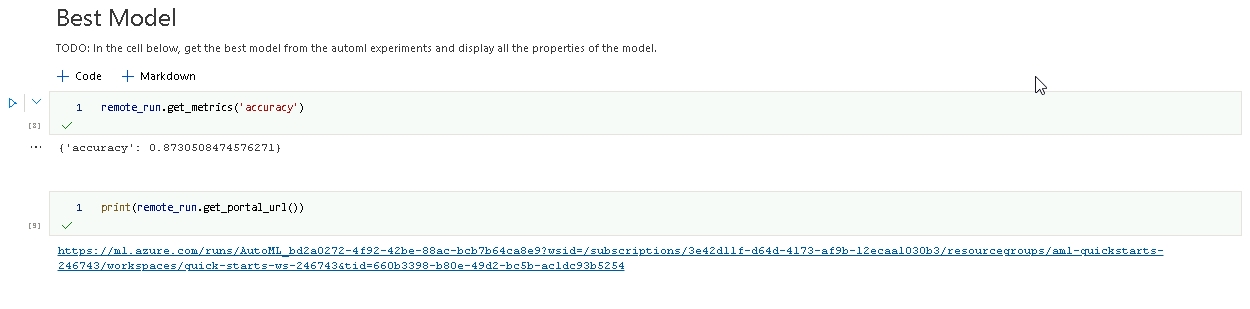 Best Model
TODO: In the cell below, get the best model from the automl experiments and display all the properties of the model.
+ Code + Markdown
1 remote_run.get_metrics('accuracy')
[8]
... {'accuracy': 0.8730508474576271}
1 print(remote_run.get_portal_url())
[9]
https://ml.azure.com/runs/AutoML_bd2a0272-4f92-42be-88ac-bcb7b64ca8e9?wsid=/subscriptions/3e42d11f-d64d-4173-af9b-12ecaa1030b3/resourcegroups/aml-quickstarts-
246743/workspaces/quick-starts-ws-246743&tid=660b3398-b80e-49d2-bc5b-ac1dc93b5254